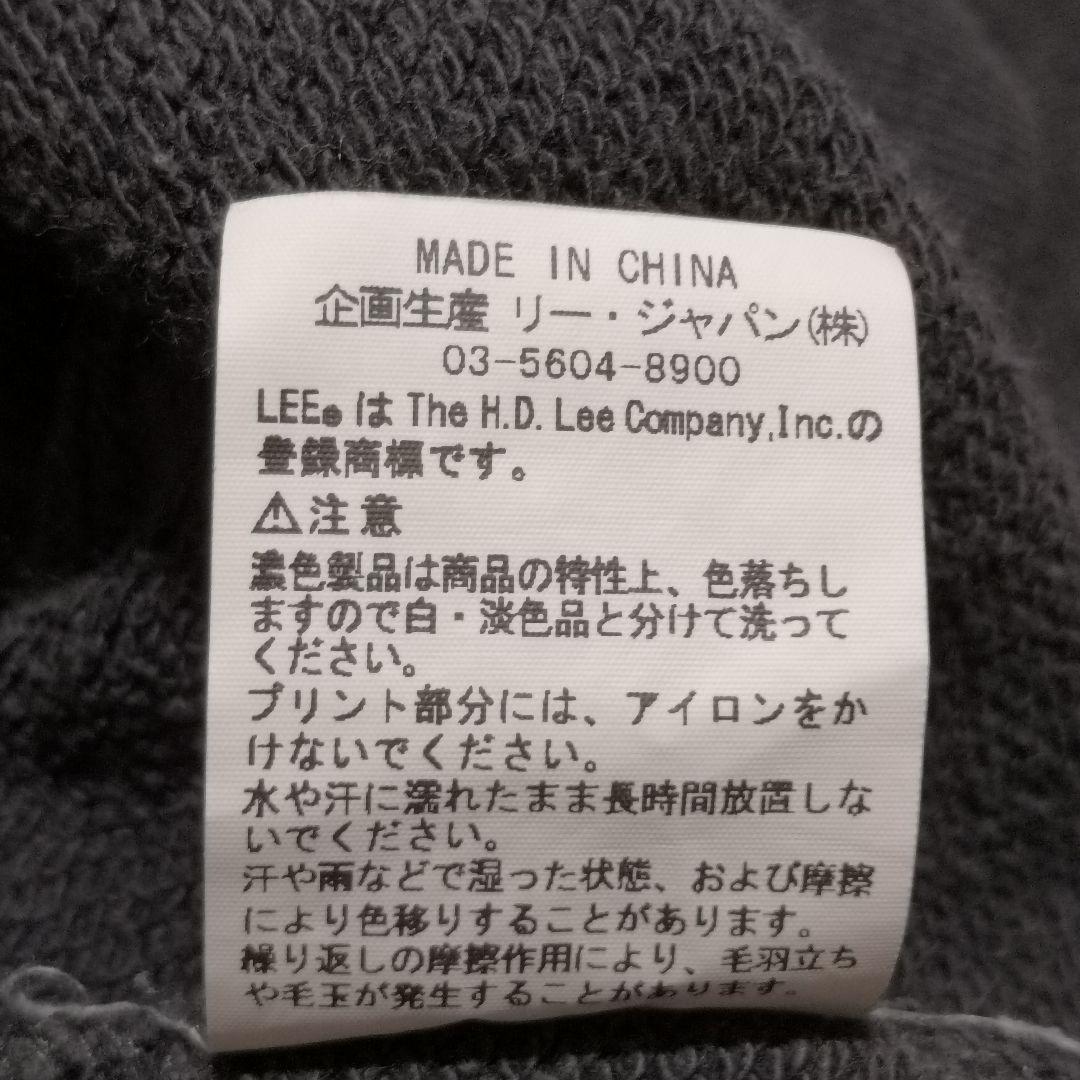 MADE IN CHINA
企画生産 リー・ジャパン(株)
03-5604-8900
LEE® は The H.D. Lee Company,Inc.の
登録商標です。
⚠注意
濃色製品は商品の特性上、色落ちし
ますので白・淡色品と分けて洗って
ください。
プリント部分には、アイロンをか
けないでください。
水や汗に濡れたまま長時間放置しな
いでください。
汗や雨などで湿った状態、および摩擦
により色移りすることがあります。
繰り返しの摩擦作用により、毛羽立ち
や毛玉が発生することがあります。